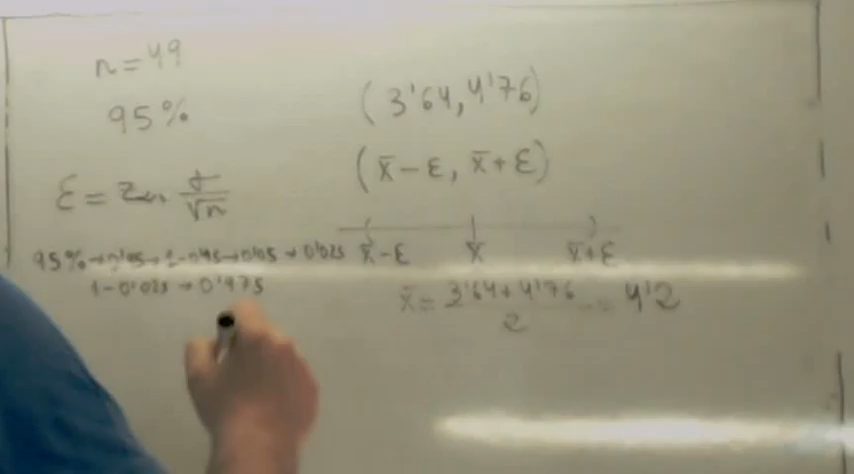 n = 49
95%
ε = Zα/2 σ/√n
95% → 0'95 → 1-0'95 → 0'05 → 0'025
1-0'025 → 0'975
(3'64, 4'76)
(x̄-ε, x̄+ε)
x̄-ε x̄ x̄+ε
x̄ = 3'64+4'76/2 = 4'2